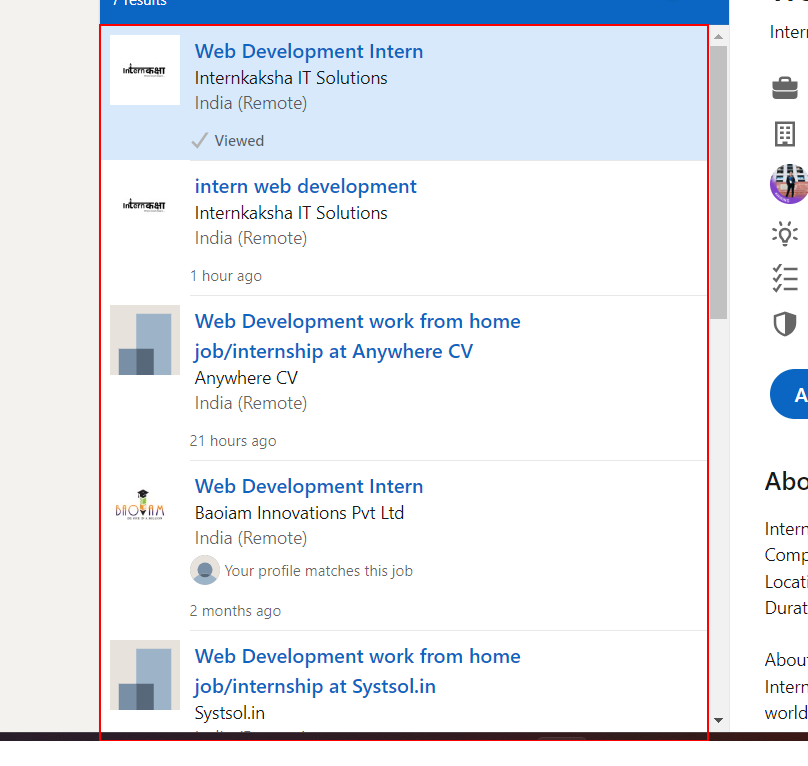 7 results
Web Development Intern
Internkaksha IT Solutions
India (Remote)
Viewed
internकक्षा
intern web development
Internkaksha IT Solutions
India (Remote)
1 hour ago
internकक्षा
Web Development work from home
job/internship at Anywhere CV
Anywhere CV
India (Remote)
21 hours ago
Web Development Intern
Baoiam Innovations Pvt Ltd
India (Remote)
BAOIAM
Your profile matches this job
2 months ago
Web Development work from home
job/internship at Systsol.in
Systsol.in
Intern
A
Abo
Intern
Comp
Locati
Durat
About
Intern
world